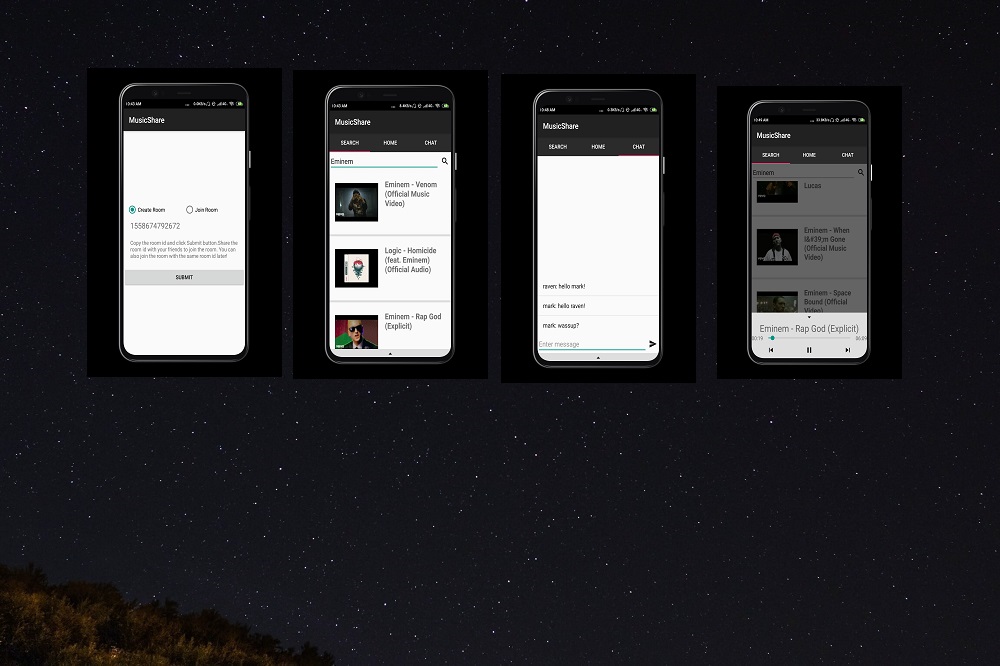 10:43 AM
MusicShare
Create Room
Join Room
1558674792672
Copy the room id and click Submit button.Share the
room id with your friends to join the room. You can
also join the room with the same room id later!
SUBMIT
10:43 AM
MusicShare
SEARCH HOME CHAT
Eminem
Eminem - Venom
(Official Music
Video)
Logic - Homicide
(feat. Eminem)
(Official Audio)
Eminem - Rap God
(Explicit)
10:48 AM
MusicShare
SEARCH HOME CHAT
raven: hello mark!
mark: hello raven!
mark: wassup?
Enter message
10:49 AM
MusicShare
SEARCH HOME CHAT
Eminem
Lucas
Eminem - When
I&#39;m Gone
(Official Music
Video)
Eminem - Space
Bound (Official
Video)
Eminem - Rap God (Explicit)
00:19
06:09